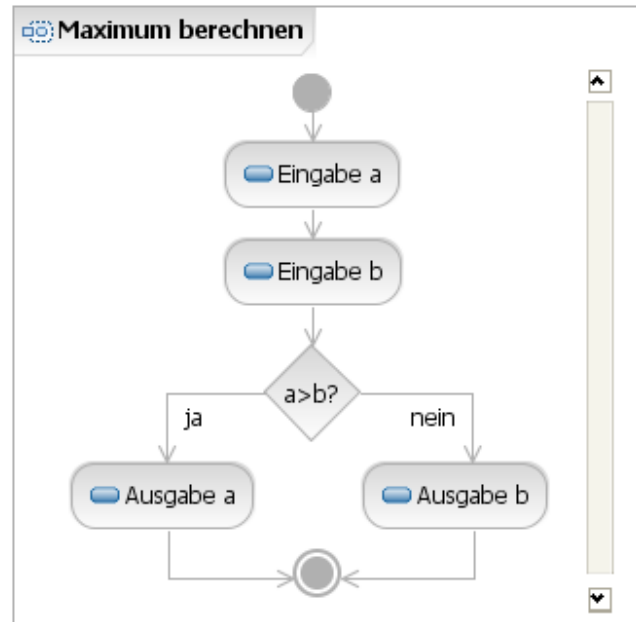 Maximum berechnen
Eingabe a
Eingabe b
a>b?
ja
nein
Ausgabe a
Ausgabe b